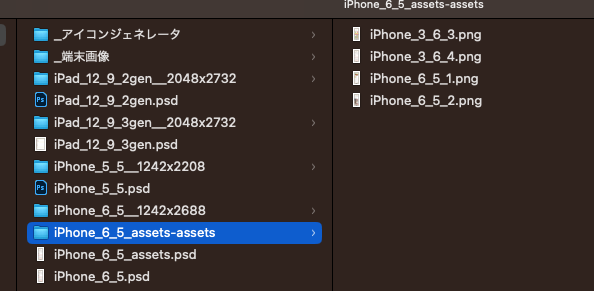 iPhone_6_5_assets-assets
_アイコンジェネレータ
_端末画像
iPad_12_9_2gen__2048x2732
iPad_12_9_2gen.psd
iPad_12_9_3gen__2048x2732
iPad_12_9_3gen.psd
iPhone_5_5__1242x2208
iPhone_5_5.psd
iPhone_6_5__1242x2688
iPhone_6_5_assets-assets
iPhone_6_5_assets.psd
iPhone_6_5.psd
iPhone_3_6_3.png
iPhone_3_6_4.png
iPhone_6_5_1.png
iPhone_6_5_2.png